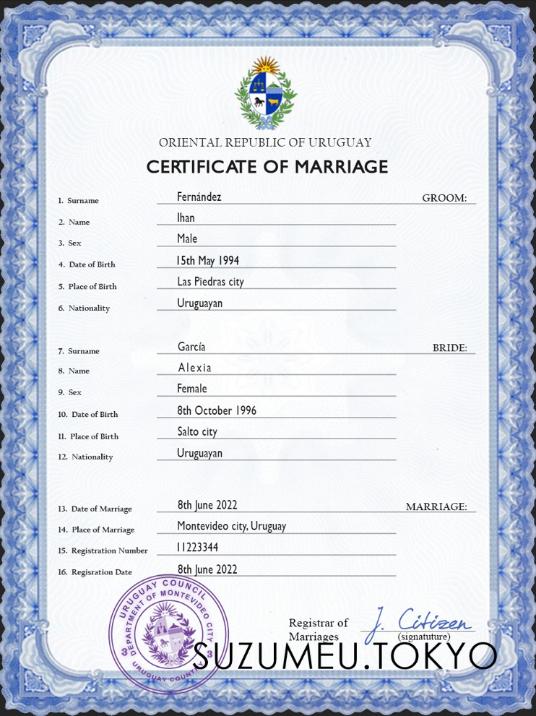 ORIENTAL REPUBLIC OF URUGUAY
CERTIFICATE OF MARRIAGE
1. Surname Fernández GROOM:
2. Name Ihan
3. Sex Male
4. Date of Birth 15th May 1994
5. Place of Birth Las Piedras city
6. Nationality Uruguayan
7. Surname García BRIDE:
8. Name Alexia
9. Sex Female
10. Date of Birth 8th October 1996
11. Place of Birth Salto city
12. Nationality Uruguayan
13. Date of Marriage 8th June 2022 MARRIAGE:
14. Place of Marriage Montevideo city, Uruguay
15. Registration Number 11223344
16. Regisration Date 8th June 2022
URUGUAY COUNCIL
DEPARTMENT OF MONTEVIDEO CITY
3 3
URUGUAY COUN
Registrar of J. Citizen
Marriages (signatuture)
SUZUMEU.TOKYO